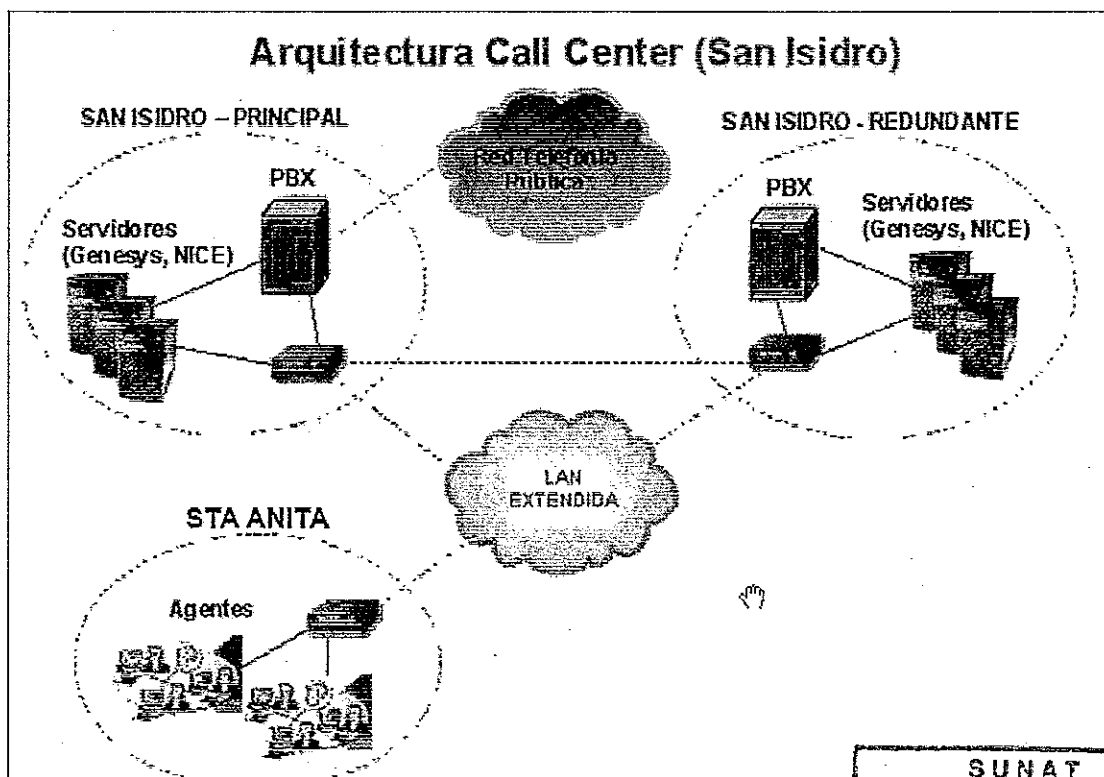 Arquitectura Call Center (San Isidro)
SAN ISIDRO – PRINCIPAL
PBX
Servidores
(Genesys, NICE)
Red Telefonía
Pública
SAN ISIDRO - REDUNDANTE
PBX
Servidores
(Genesys, NICE)
LAN
EXTENDIDA
STA ANITA
Agentes
SUNAT